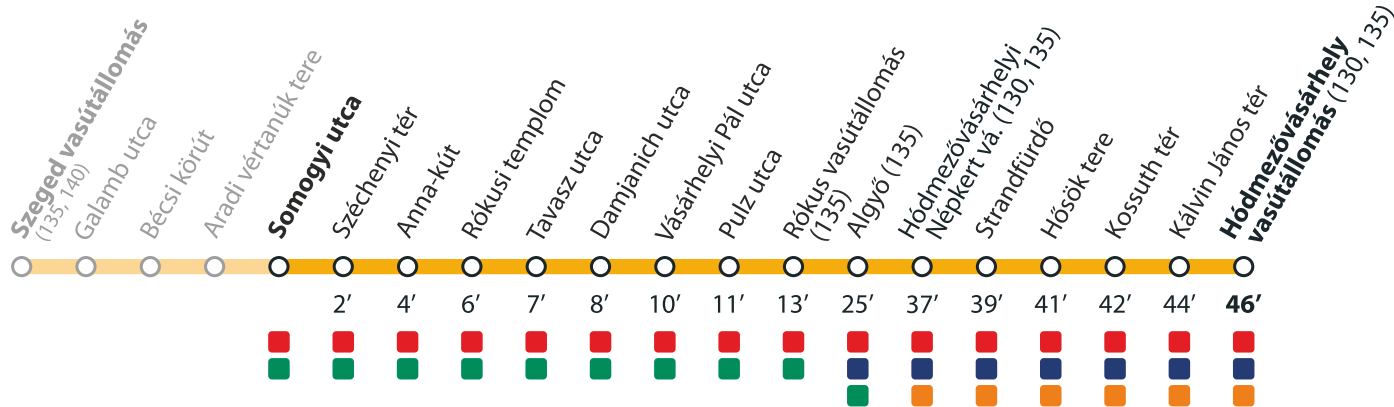 Szeged vasútállomás
(135, 140)
Galamb utca
Bécsi körút
Aradi vértanúk tere
Somogyi utca
Széchenyi tér
Anna-kút
Rókusi templom
Tavasz utca
Damjanich utca
Vásárhelyi Pál utca
Pulz utca
Rókus vasútállomás
(135)
Algyő (135)
Hódmezővásárhelyi
Népkert vá. (130, 135)
Strandfürdő
Hősök tere
Kossuth tér
Kálvin János tér
Hódmezővásárhely
vasútállomás (130, 135)
2’ 4’ 6’ 7’ 8’ 10’ 11’ 13’ 25’ 37’ 39’ 41’ 42’ 44’ 46’